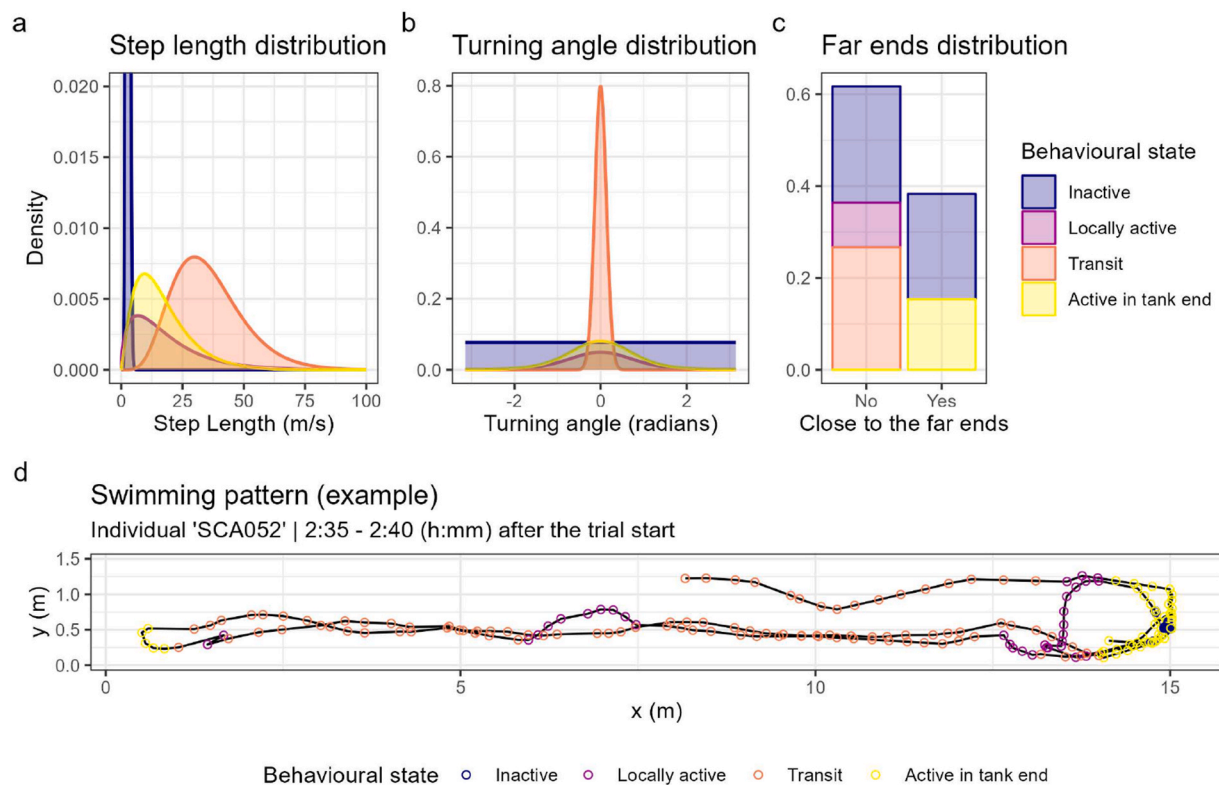 a
Step length distribution
b
Turning angle distribution
c
Far ends distribution
Density
0.020
0.015
0.010
0.005
0.000
0 25 50 75 100
Step Length (m/s)
0.8
0.6
0.4
0.2
0.0
-2 0 2
Turning angle (radians)
0.6
0.4
0.2
0.0
No Yes
Close to the far ends
Behavioural state
Inactive
Locally active
Transit
Active in tank end
d
Swimming pattern (example)
Individual 'SCA052' | 2:35 - 2:40 (h:mm) after the trial start
y (m)
1.5
1.0
0.5
0.0
0 5 10 15
x (m)
Behavioural state Inactive Locally active Transit Active in tank end